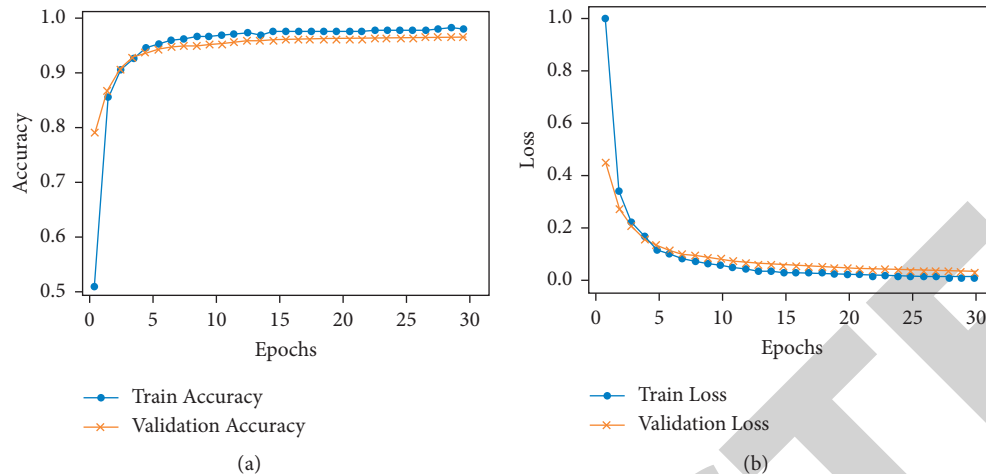 1.0
0.9
0.8
0.7
0.6
0.5
Accuracy
0 5 10 15 20 25 30
Epochs
Train Accuracy
Validation Accuracy
(a)
1.0
0.8
0.6
0.4
0.2
0.0
Loss
0 5 10 15 20 25 30
Epochs
Train Loss
Validation Loss
(b)